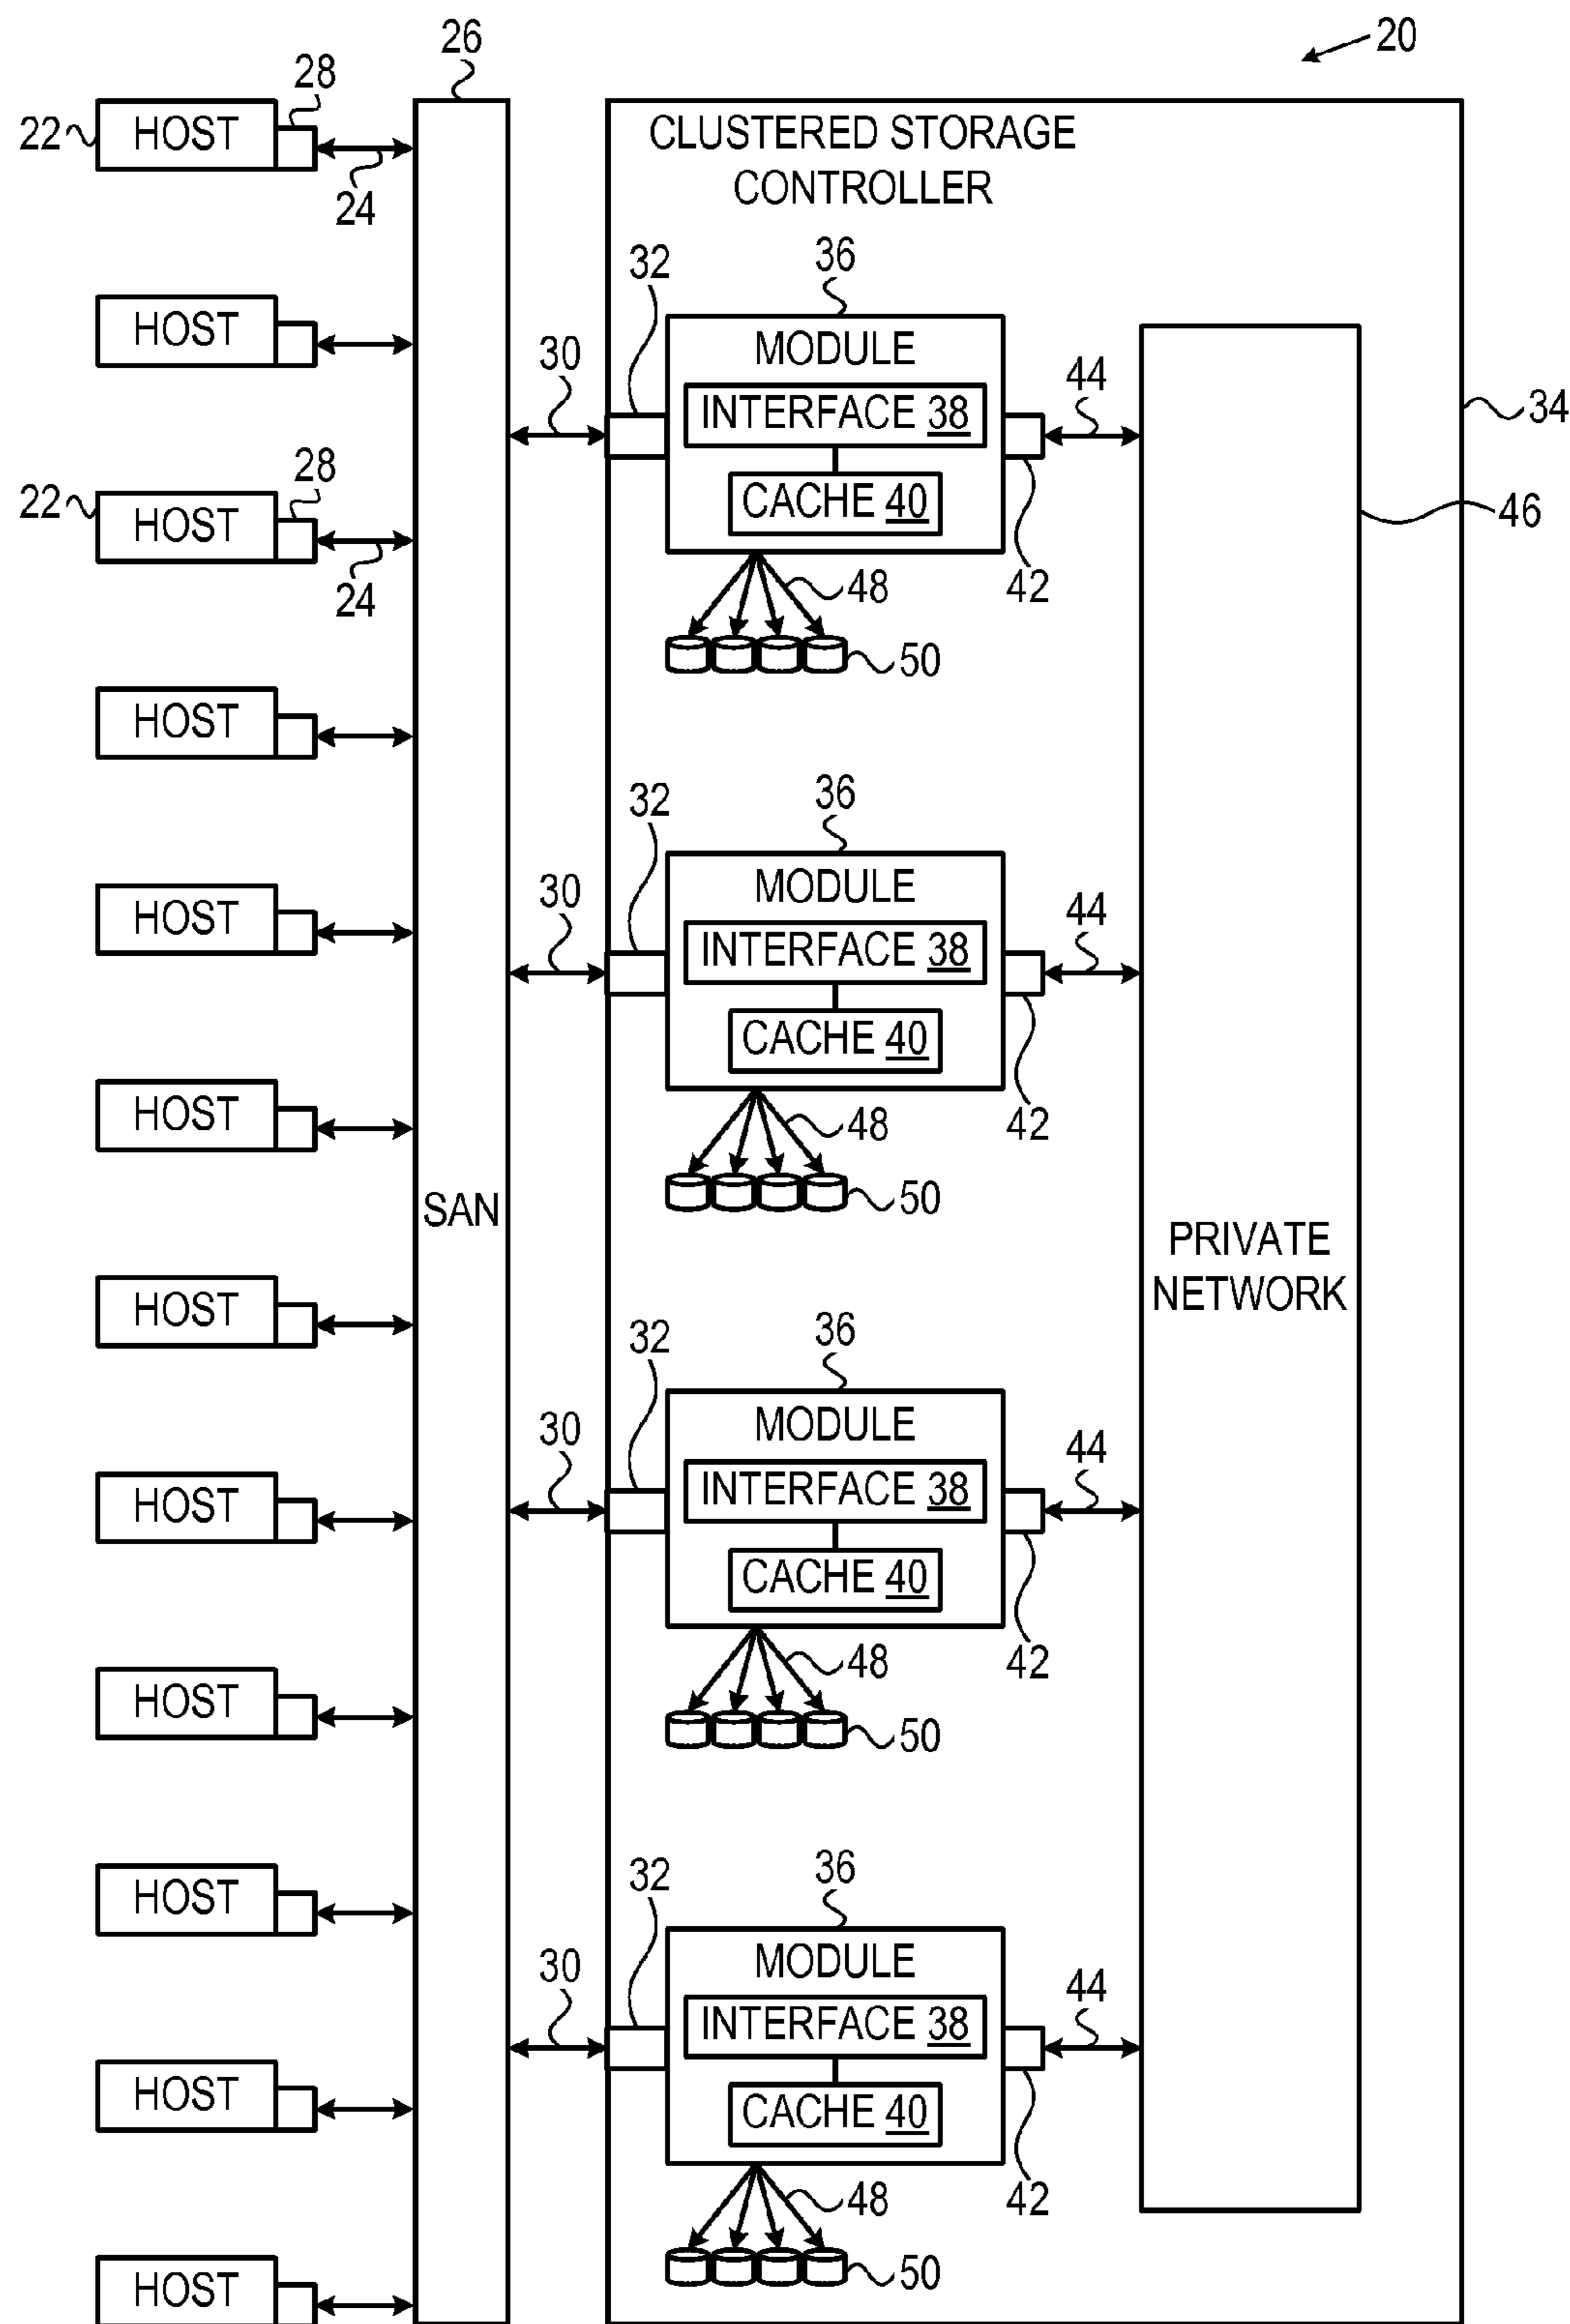 20
26
28
22 HOST
24
CLUSTERED STORAGE
CONTROLLER
HOST
32
36
30
MODULE
INTERFACE 38
CACHE 40
44
42
34
46
28
22 HOST
24
48
50
HOST
32
36
30
MODULE
INTERFACE 38
CACHE 40
44
42
HOST
48
50
HOST
SAN
PRIVATE
NETWORK
HOST
32
36
30
MODULE
INTERFACE 38
CACHE 40
44
42
HOST
48
50
HOST
HOST
32
36
30
MODULE
INTERFACE 38
CACHE 40
44
42
HOST
48
50
HOST